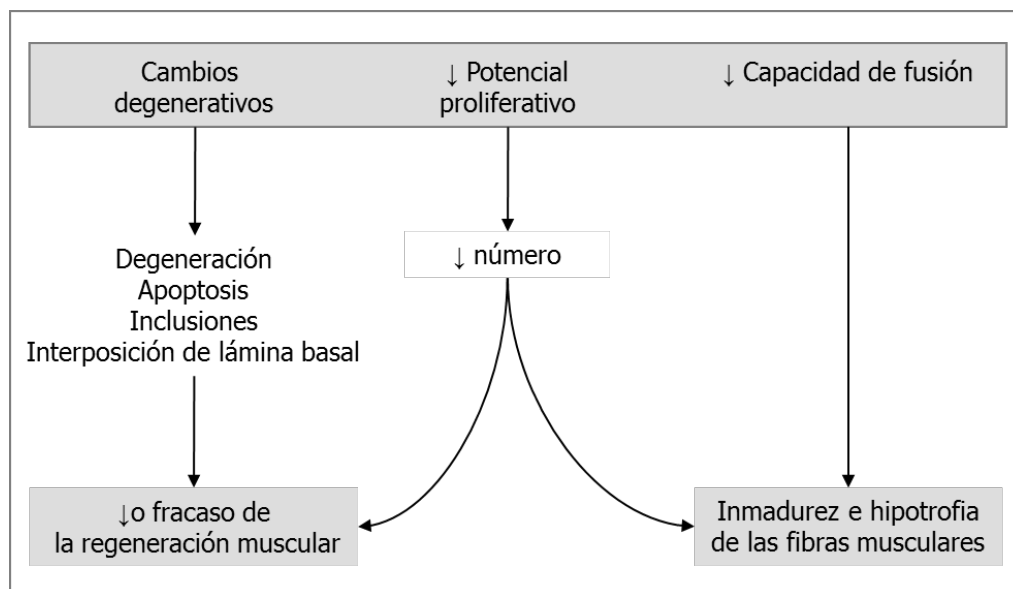 Cambios
degenerativos
↓ Potencial
proliferativo
↓ Capacidad de fusión
Degeneración
Apoptosis
Inclusiones
Interposición de lámina basal
↓ número
↓o fracaso de
la regeneración muscular
Inmadurez e hipotrofia
de las fibras musculares